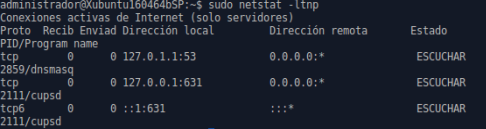 administrador@Xubuntu160464bSP:~$ sudo netstat -ltnp
Conexiones activas de Internet (solo servidores)
Proto  Recib Enviad Dirección local         Dirección remota       Estado
PID/Program name
tcp        0      0 127.0.1.1:53            0.0.0.0:*               ESCUCHAR
2859/dnsmasq
tcp        0      0 127.0.0.1:631           0.0.0.0:*               ESCUCHAR
2111/cupsd
tcp6       0      0 ::1:631                 :::*                    ESCUCHAR
2111/cupsd